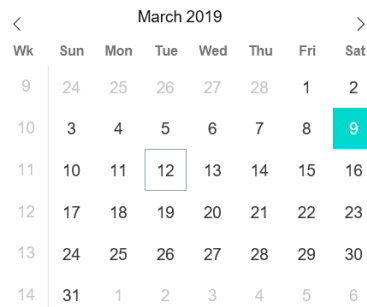 March 2019
Wk Sun Mon Tue Wed Thu Fri Sat
9 24 25 26 27 28 1 2
10 3 4 5 6 7 8 9
11 10 11 12 13 14 15 16
12 17 18 19 20 21 22 23
13 24 25 26 27 28 29 30
14 31 1 2 3 4 5 6